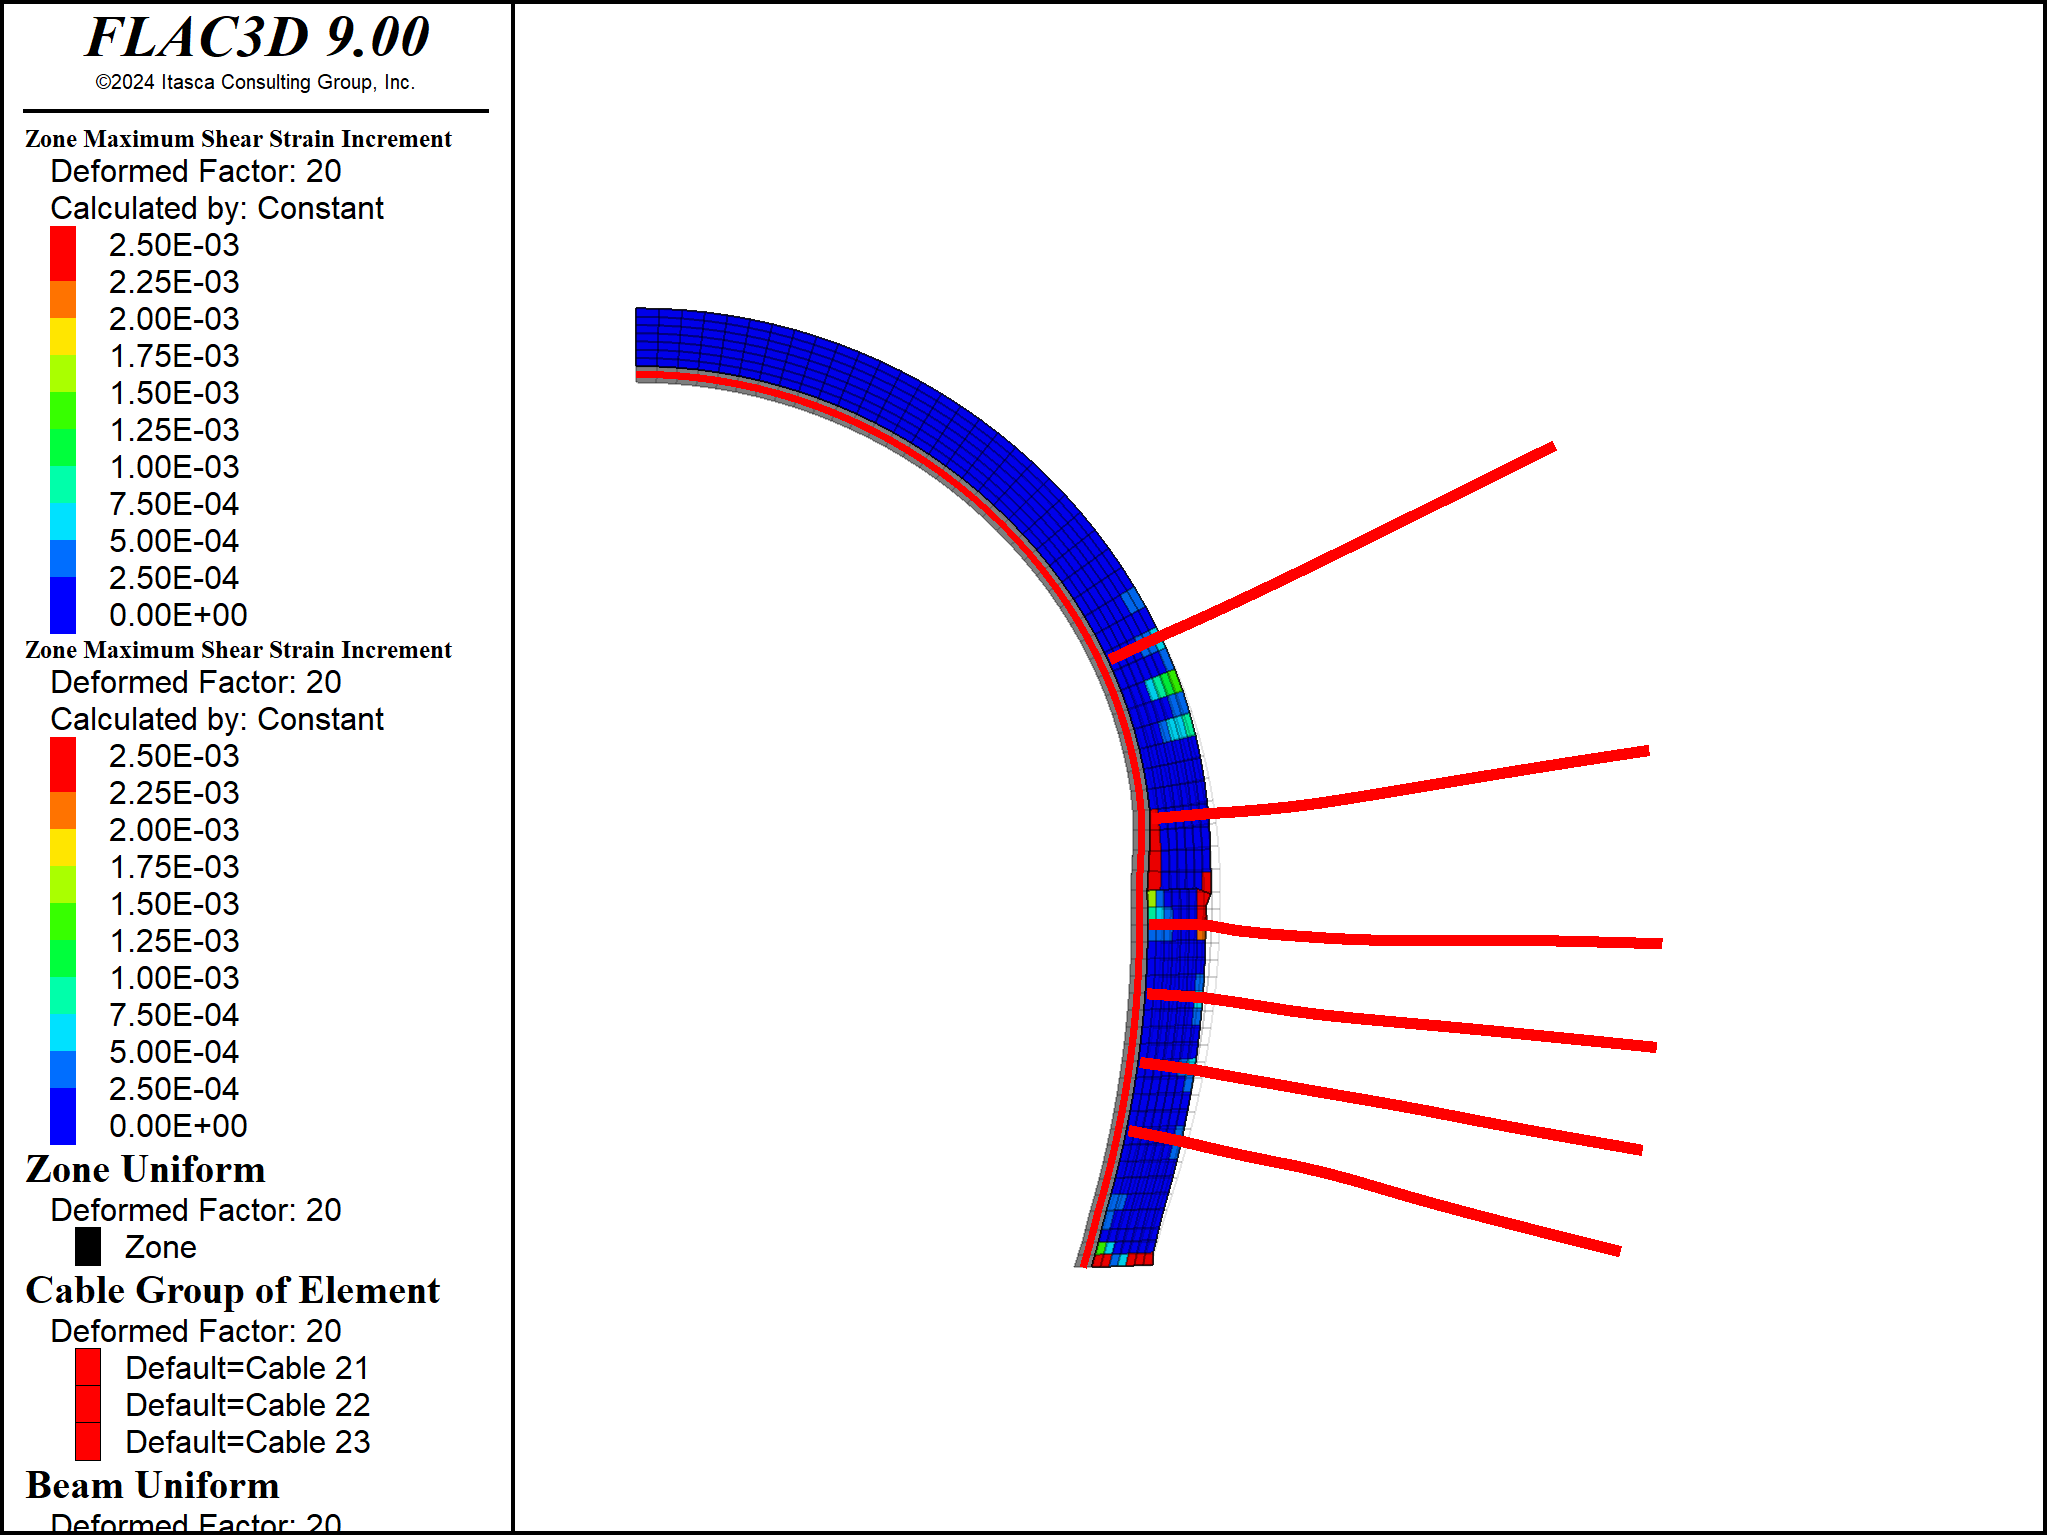 FLAC3D 9.00
©2024 Itasca Consulting Group, Inc.
Zone Maximum Shear Strain Increment
Deformed Factor: 20
Calculated by: Constant
2.50E-03
2.25E-03
2.00E-03
1.75E-03
1.50E-03
1.25E-03
1.00E-03
7.50E-04
5.00E-04
2.50E-04
0.00E+00
Zone Maximum Shear Strain Increment
Deformed Factor: 20
Calculated by: Constant
2.50E-03
2.25E-03
2.00E-03
1.75E-03
1.50E-03
1.25E-03
1.00E-03
7.50E-04
5.00E-04
2.50E-04
0.00E+00
Zone Uniform
Deformed Factor: 20
Zone
Cable Group of Element
Deformed Factor: 20
Default=Cable 21
Default=Cable 22
Default=Cable 23
Beam Uniform
Deformed Factor: 20